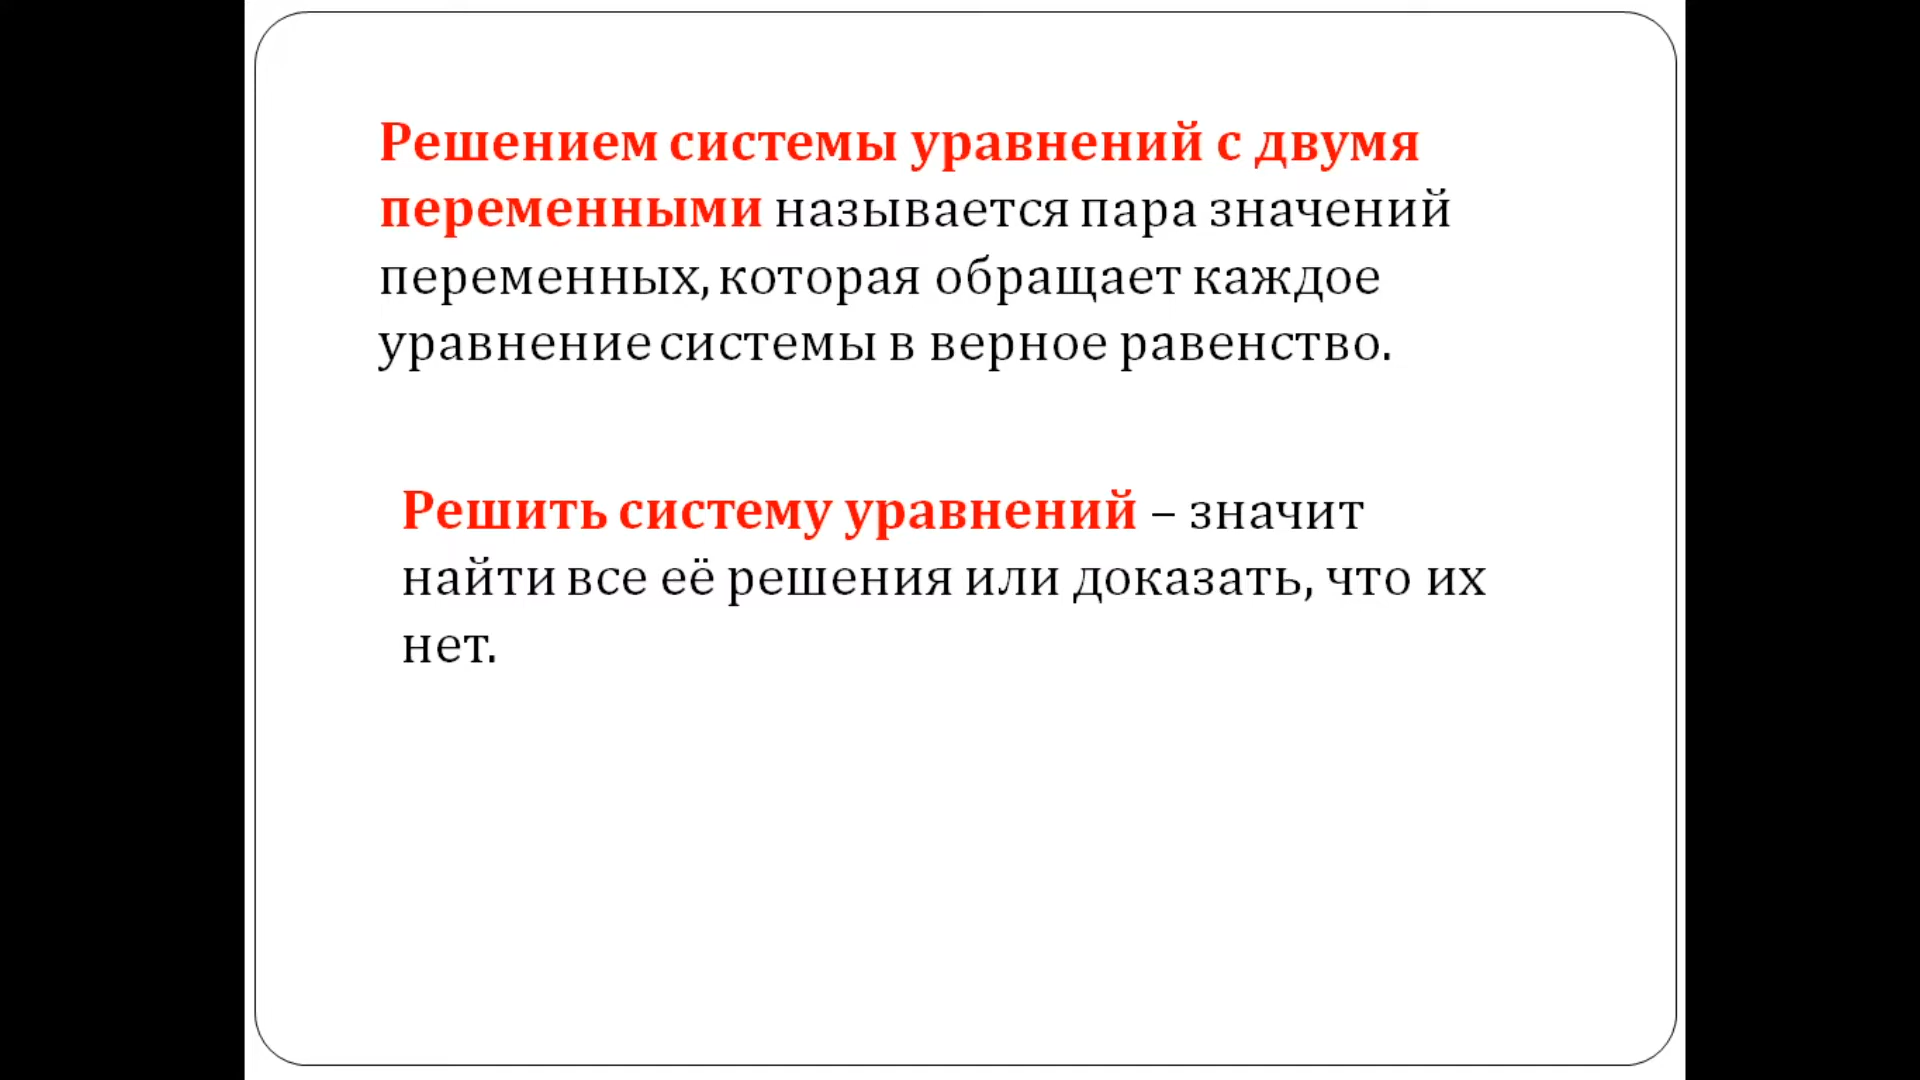 Решением системы уравнений с двумя
переменными называется пара значений
переменных, которая обращает каждое
уравнение системы в верное равенство.
Решить систему уравнений – значит
найти все её решения или доказать, что их
нет.